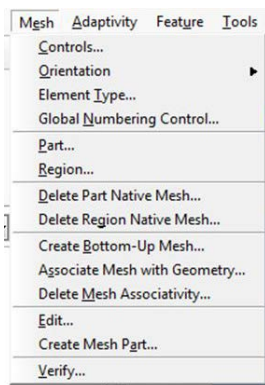 Mesh Adaptivity Feature Tools
Controls...
Orientation
Element Type...
Global Numbering Control...
Part...
Region...
Delete Part Native Mesh...
Delete Region Native Mesh...
Create Bottom-Up Mesh...
Associate Mesh with Geometry...
Delete Mesh Associativity...
Edit...
Create Mesh Part...
Verify...